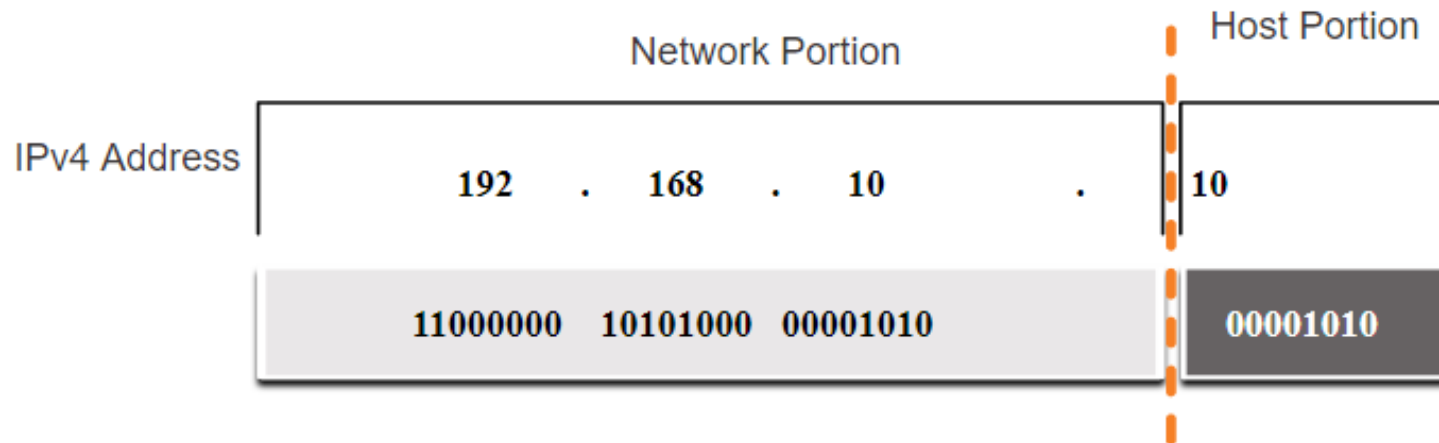 Host Portion
Network Portion
IPv4 Address
192 . 168 . 10 . 10
11000000 10101000 00001010 00001010